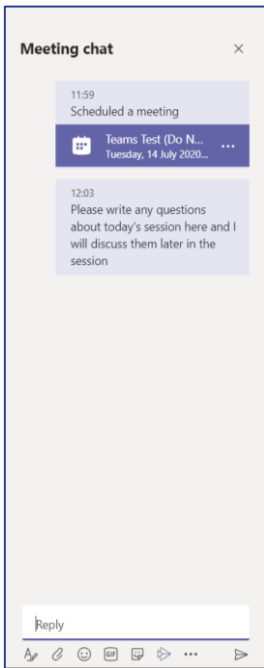 Meeting chat
11:59
Scheduled a meeting
Teams Test (Do N...
Tuesday, 14 July 2020...
12:03
Please write any questions
about today's session here and I
will discuss them later in the
session
Reply
GIF